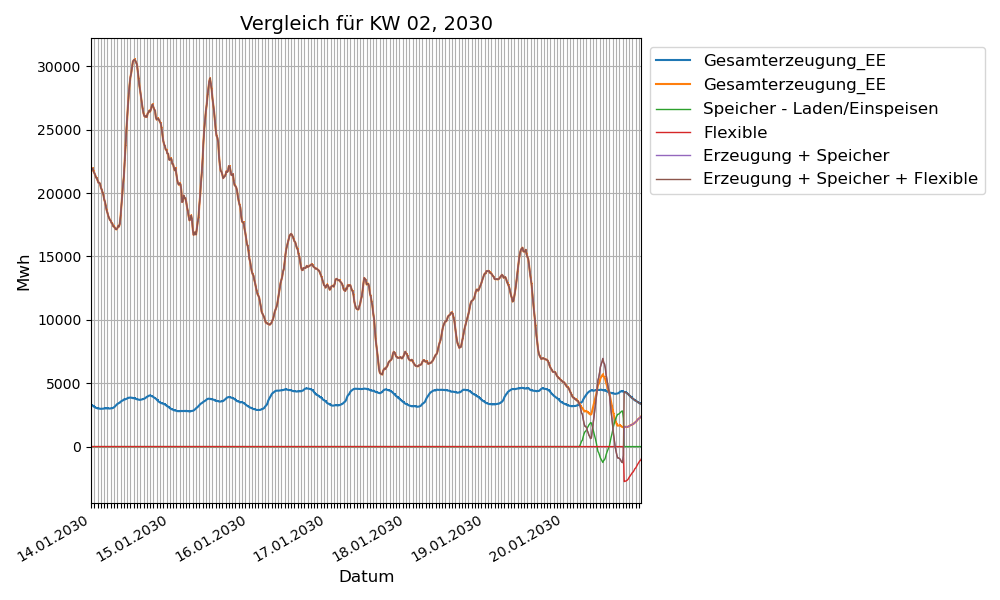 Vergleich für KW 02, 2030
30000
25000
20000
15000
10000
5000
0
Mwh
14.01.2030
15.01.2030
16.01.2030
17.01.2030
18.01.2030
19.01.2030
20.01.2030
Datum
Gesamterzeugung_EE
Gesamterzeugung_EE
Speicher - Laden/Einspeisen
Flexible
Erzeugung + Speicher
Erzeugung + Speicher + Flexible